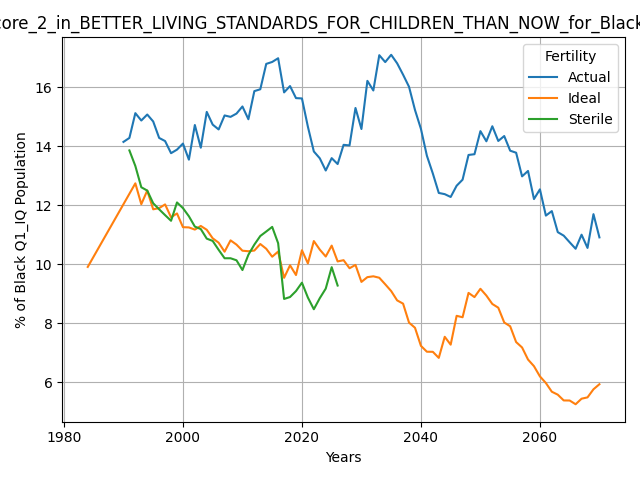 core_2_in_BETTER_LIVING_STANDARDS_FOR_CHILDREN_THAN_NOW_for_Black
Fertility
Actual
Ideal
Sterile
% of Black Q1_IQ Population
16
14
12
10
8
6
1980
2000
2020
2040
2060
Years